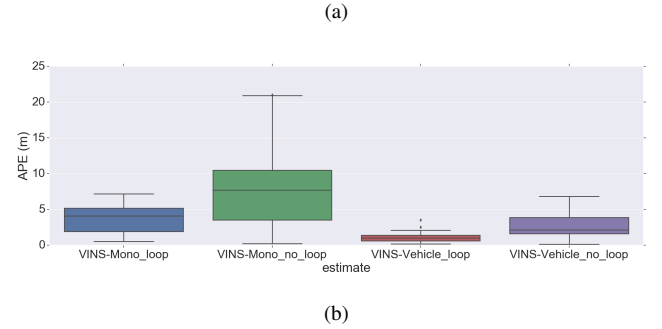 (a)
25
20
15
10
5
0
APE (m)
VINS-Mono_loop VINS-Mono_no_loop VINS-Vehicle_loop VINS-Vehicle_no_loop
estimate
(b)